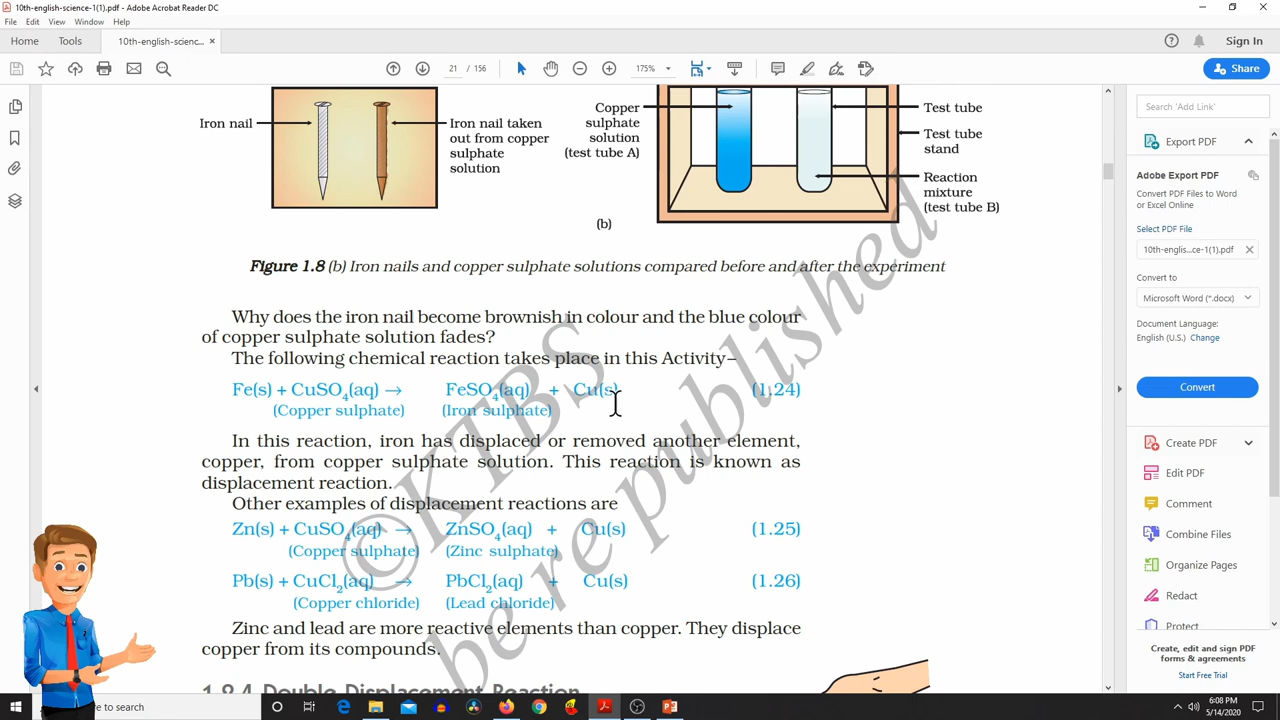 10th-english-science-1(1).pdf - Adobe Acrobat Reader DC
File Edit View Window Help
Home Tools 10th-english-scienc... × Sign In
21 / 156 175% Share
Iron nail
Iron nail taken
out from copper
sulphate
solution
Copper
sulphate
solution
(test tube A)
Test tube
Test tube
stand
Reaction
mixture
(test tube B)
(b)
Figure 1.8 (b) Iron nails and copper sulphate solutions compared before and after the experiment
Why does the iron nail become brownish in colour and the blue colour
of copper sulphate solution fades?
The following chemical reaction takes place in this Activity–
Fe(s) + CuSO₄(aq) → FeSO₄(aq) + Cu(s) (1.24)
(Copper sulphate) (Iron sulphate)
In this reaction, iron has displaced or removed another element,
copper, from copper sulphate solution. This reaction is known as
displacement reaction.
Other examples of displacement reactions are
Zn(s) + CuSO₄(aq) → ZnSO₄(aq) + Cu(s) (1.25)
(Copper sulphate) (Zinc sulphate)
Pb(s) + CuCl₂(aq) → PbCl₂(aq) + Cu(s) (1.26)
(Copper chloride) (Lead chloride)
Zinc and lead are more reactive elements than copper. They displace
copper from its compounds.
1.2.4 Double Displacement Reaction
©KTBS
be republished
Search 'Add Link'
Export PDF
Adobe Export PDF
Convert PDF Files to Word
or Excel Online
Select PDF File
10th-englis...ce-1(1).pdf ×
Convert to
Microsoft Word (*.docx)
Document Language:
English (U.S.) Change
Convert
Create PDF
Edit PDF
Comment
Combine Files
Organize Pages
Redact
Protect
Create, edit and sign PDF
forms & agreements
Start Free Trial
to search
6:08 PM
5/14/2020